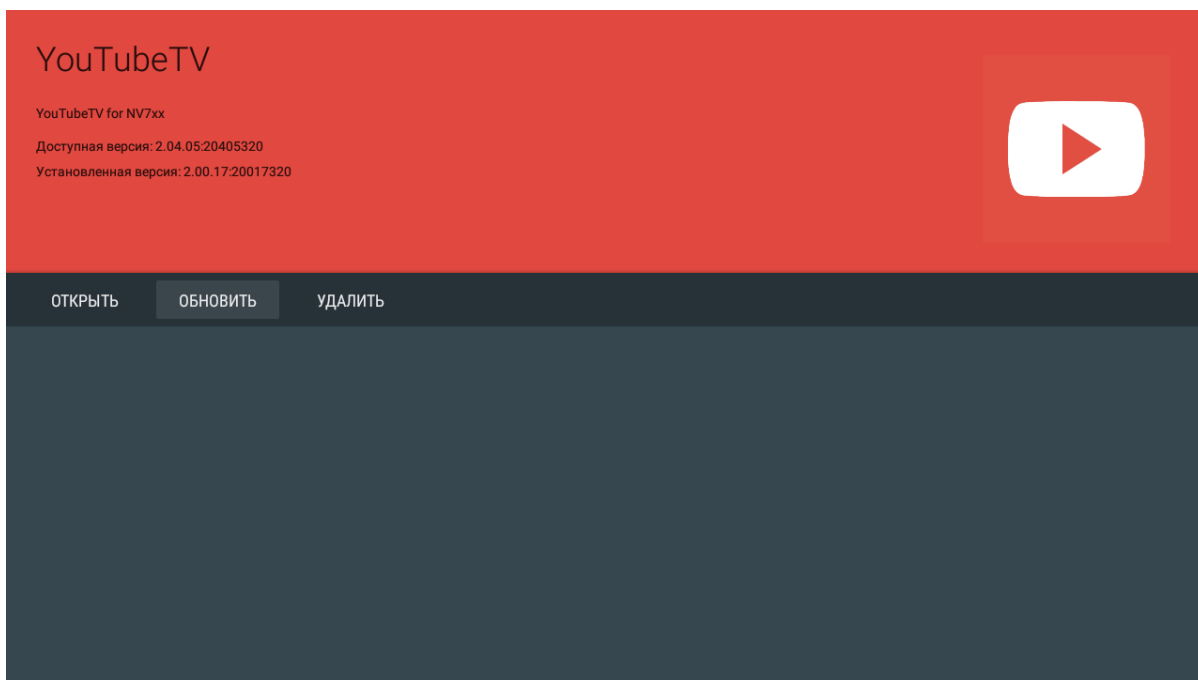 YouTubeTV
YouTubeTV for NV7xx
Доступная версия: 2.04.05:20405320
Установленная версия: 2.00.17:20017320
ОТКРЫТЬ ОБНОВИТЬ УДАЛИТЬ